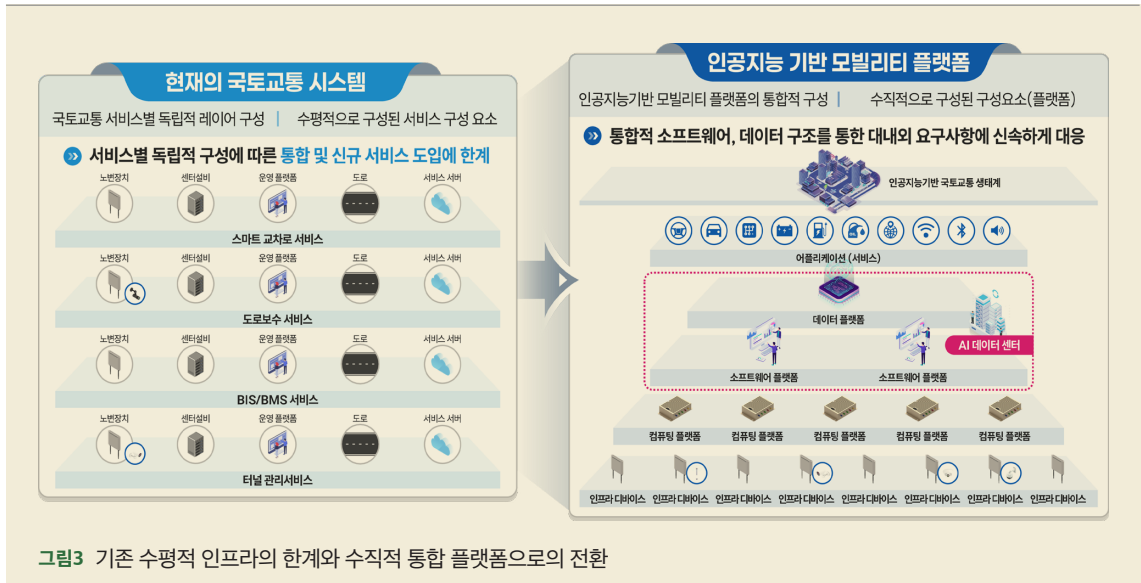 현재의 국토교통 시스템
국토교통 서비스별 독립적 레이어 구성 | 수평적으로 구성된 서비스 구성 요소
서비스별 독립적 구성에 따른 통합 및 신규 서비스 도입에 한계
노변장치 센터설비 운영 플랫폼 도로 서비스 서버
스마트 교차로 서비스
노변장치 센터설비 운영 플랫폼 도로 서비스 서버
도로보수 서비스
노변장치 센터설비 운영 플랫폼 도로 서비스 서버
BIS/BMS 서비스
노변장치 센터설비 운영 플랫폼 도로 서비스 서버
터널 관리서비스
인공지능 기반 모빌리티 플랫폼
인공지능기반 모빌리티 플랫폼의 통합적 구성 | 수직적으로 구성된 구성요소(플랫폼)
통합적 소프트웨어, 데이터 구조를 통한 대내외 요구사항에 신속하게 대응
인공지능기반 국토교통 생태계
어플리케이션 (서비스)
데이터 플랫폼
AI 데이터 센터
소프트웨어 플랫폼 소프트웨어 플랫폼
컴퓨팅 플랫폼 컴퓨팅 플랫폼 컴퓨팅 플랫폼 컴퓨팅 플랫폼 컴퓨팅 플랫폼
인프라 디바이스 인프라 디바이스 인프라 디바이스 인프라 디바이스 인프라 디바이스 인프라 디바이스 인프라 디바이스 인프라 디바이스
그림3 기존 수평적 인프라의 한계와 수직적 통합 플랫폼으로의 전환